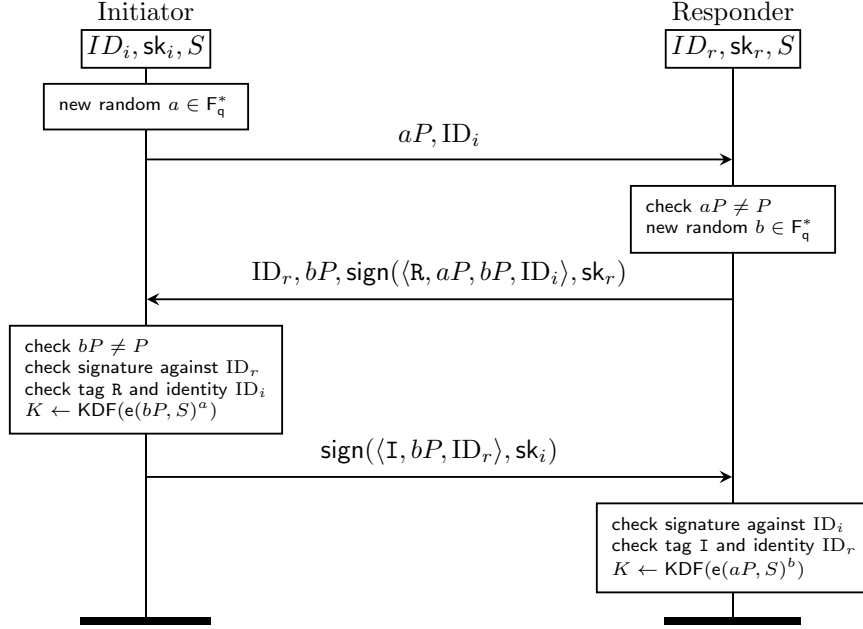 Initiator
Responder
ID_i, sk_i, S
ID_r, sk_r, S
new random a ∈ F_q^*
aP, ID_i
check aP ≠ P
new random b ∈ F_q^*
ID_r, bP, sign(⟨R, aP, bP, ID_i⟩, sk_r)
check bP ≠ P
check signature against ID_r
check tag R and identity ID_i
K ← KDF(e(bP, S)^a)
sign(⟨I, bP, ID_r⟩, sk_i)
check signature against ID_i
check tag I and identity ID_r
K ← KDF(e(aP, S)^b)